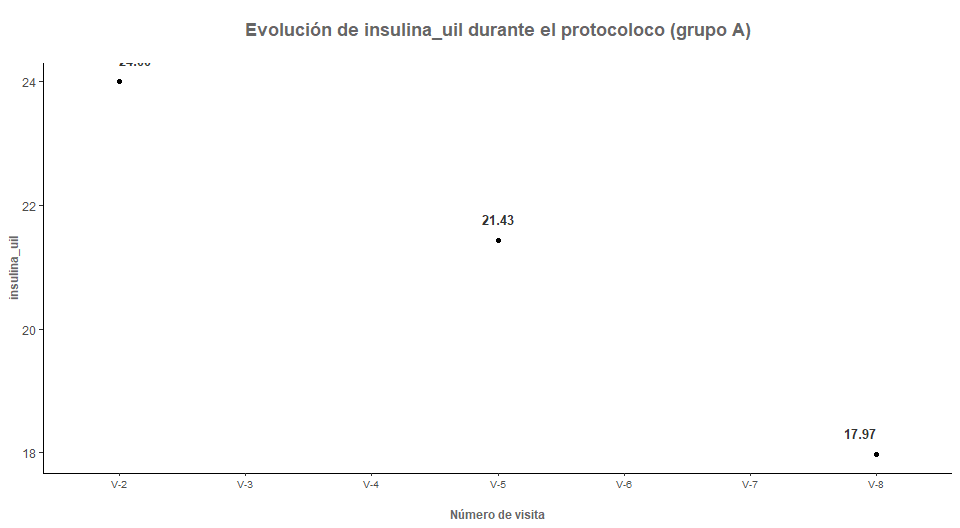 Evolución de insulina_uil durante el protocoloco (grupo A)
24
22
21.43
insulina_uil
20
17.97
18
V-2 V-3 V-4 V-5 V-6 V-7 V-8
Número de visita